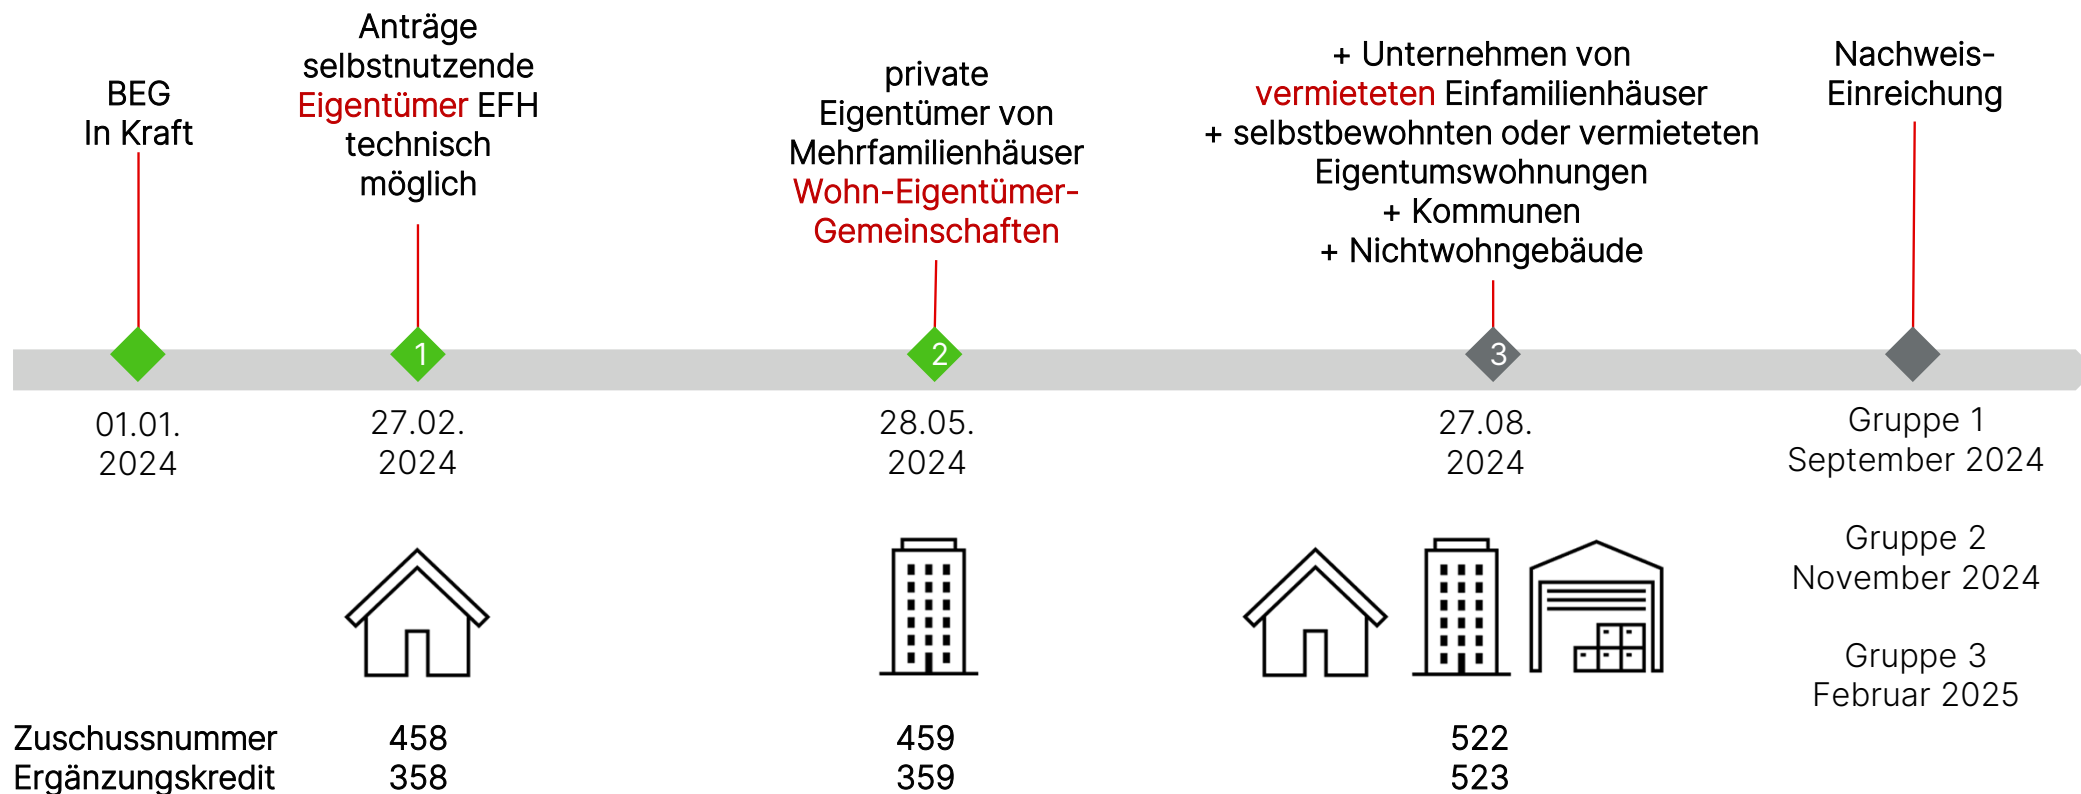 BEG
In Kraft
Anträge
selbstnutzende
Eigentümer EFH
technisch
möglich
private
Eigentümer von
Mehrfamilienhäuser
Wohn-Eigentümer-
Gemeinschaften
+ Unternehmen von
vermieteten Einfamilienhäuser
+ selbstbewohnten oder vermieteten
Eigentumswohnungen
+ Kommunen
+ Nichtwohngebäude
Nachweis-
Einreichung
1
2
3
01.01.
2024
27.02.
2024
28.05.
2024
27.08.
2024
Gruppe 1
September 2024
Gruppe 2
November 2024
Gruppe 3
Februar 2025
Zuschussnummer 458 459 522
Ergänzungskredit 358 359 523